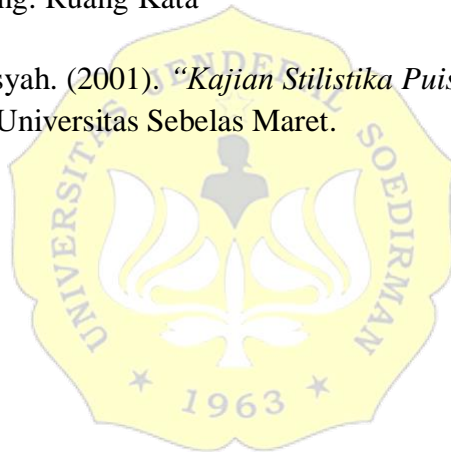 ng: Ruang Kata
syah. (2001). “Kajian Stilistika Puis
Universitas Sebelas Maret.
UNIVERSITAS JENDERAL SOEDIRMAN
* 1963 *